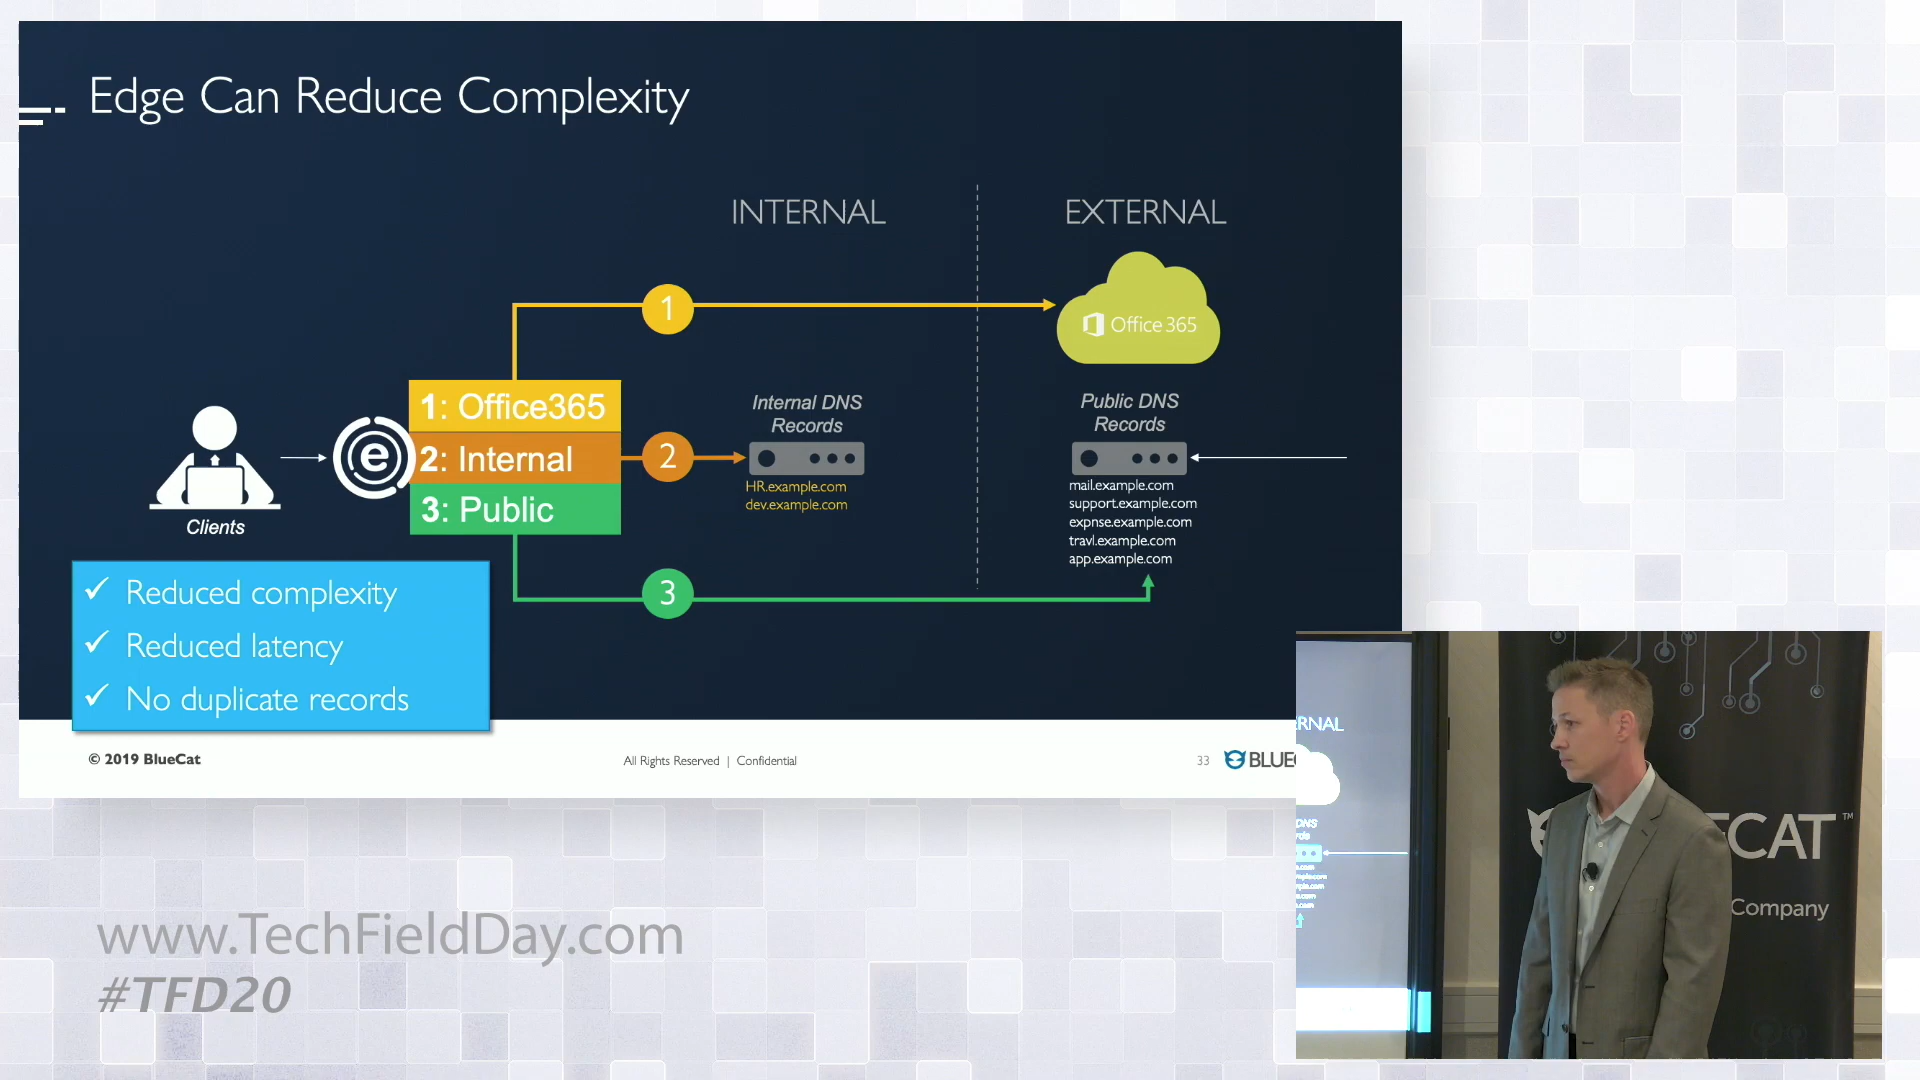 Edge Can Reduce Complexity
INTERNAL
EXTERNAL
1
Office 365
1: Office365
2: Internal
3: Public
2
3
Internal DNS
Records
HR.example.com
dev.example.com
Public DNS
Records
mail.example.com
support.example.com
expnse.example.com
travl.example.com
app.example.com
e
Clients
✓ Reduced complexity
✓ Reduced latency
✓ No duplicate records
© 2019 BlueCat
All Rights Reserved | Confidential
33
BLUE
RNAL
DNS
CAT™
Company
www.TechFieldDay.com
#TFD20